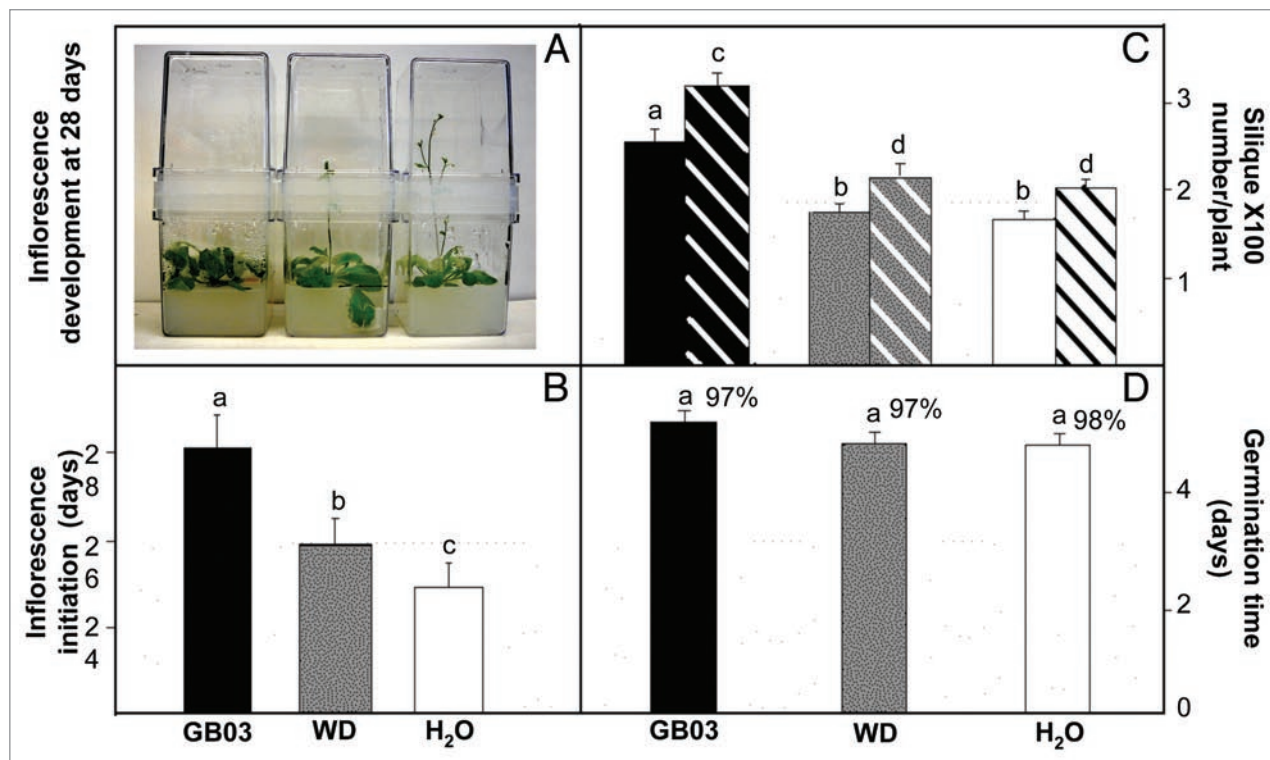 Inflorescence
development at 28 days
A
C
a
c
b
d
b
d
3
2
1
Silique X100
number/plant
Inflorescence
initiation (days)
2
8
2
6
2
4
B
a
b
c
GB03
WD
H₂O
D
a 97%
a 97%
a 98%
4
2
0
Germination time
(days)
GB03
WD
H₂O